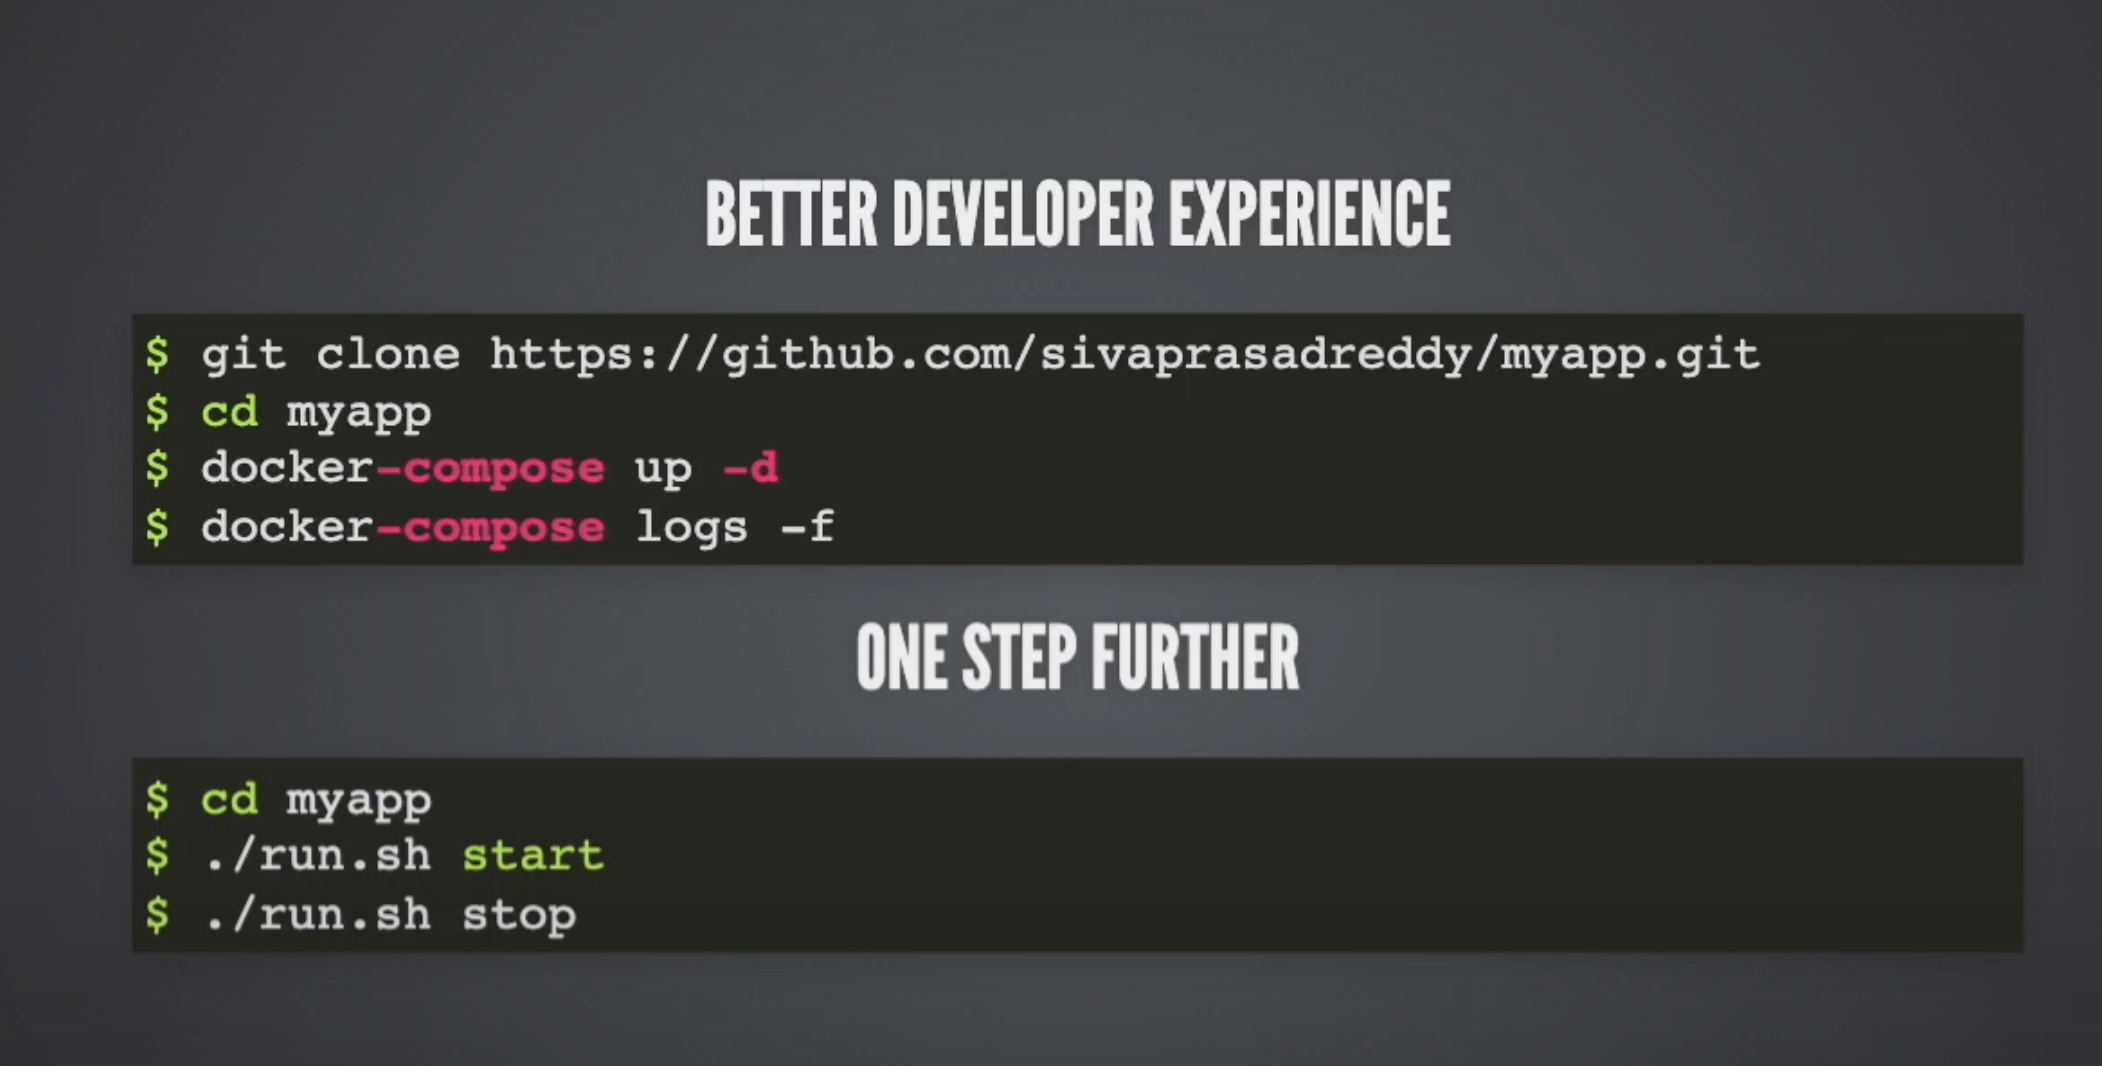 BETTER DEVELOPER EXPERIENCE
$ git clone https://github.com/sivaprasadreddy/myapp.git
$ cd myapp
$ docker-compose up -d
$ docker-compose logs -f
ONE STEP FURTHER
$ cd myapp
$ ./run.sh start
$ ./run.sh stop